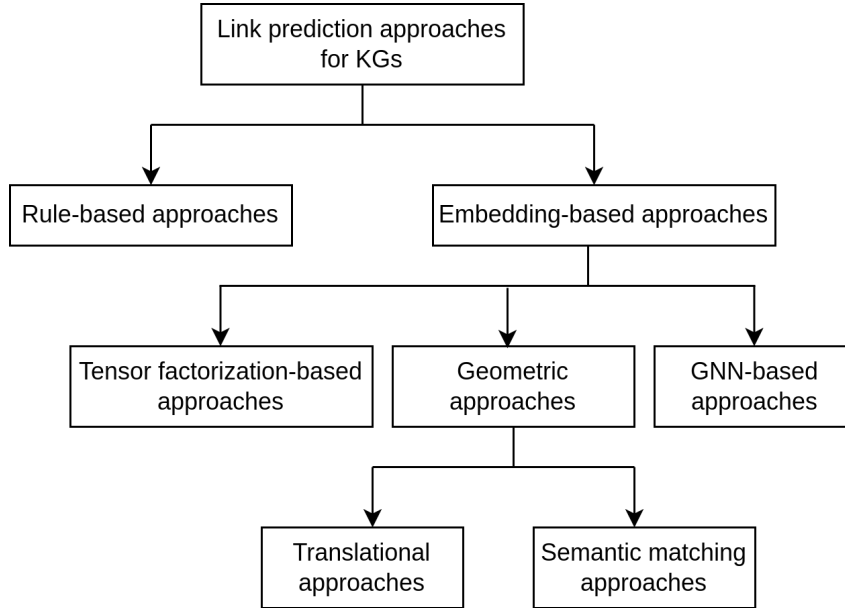 Link prediction approaches
for KGs
Rule-based approaches
Embedding-based approaches
Tensor factorization-based
approaches
Geometric
approaches
GNN-based
approaches
Translational
approaches
Semantic matching
approaches